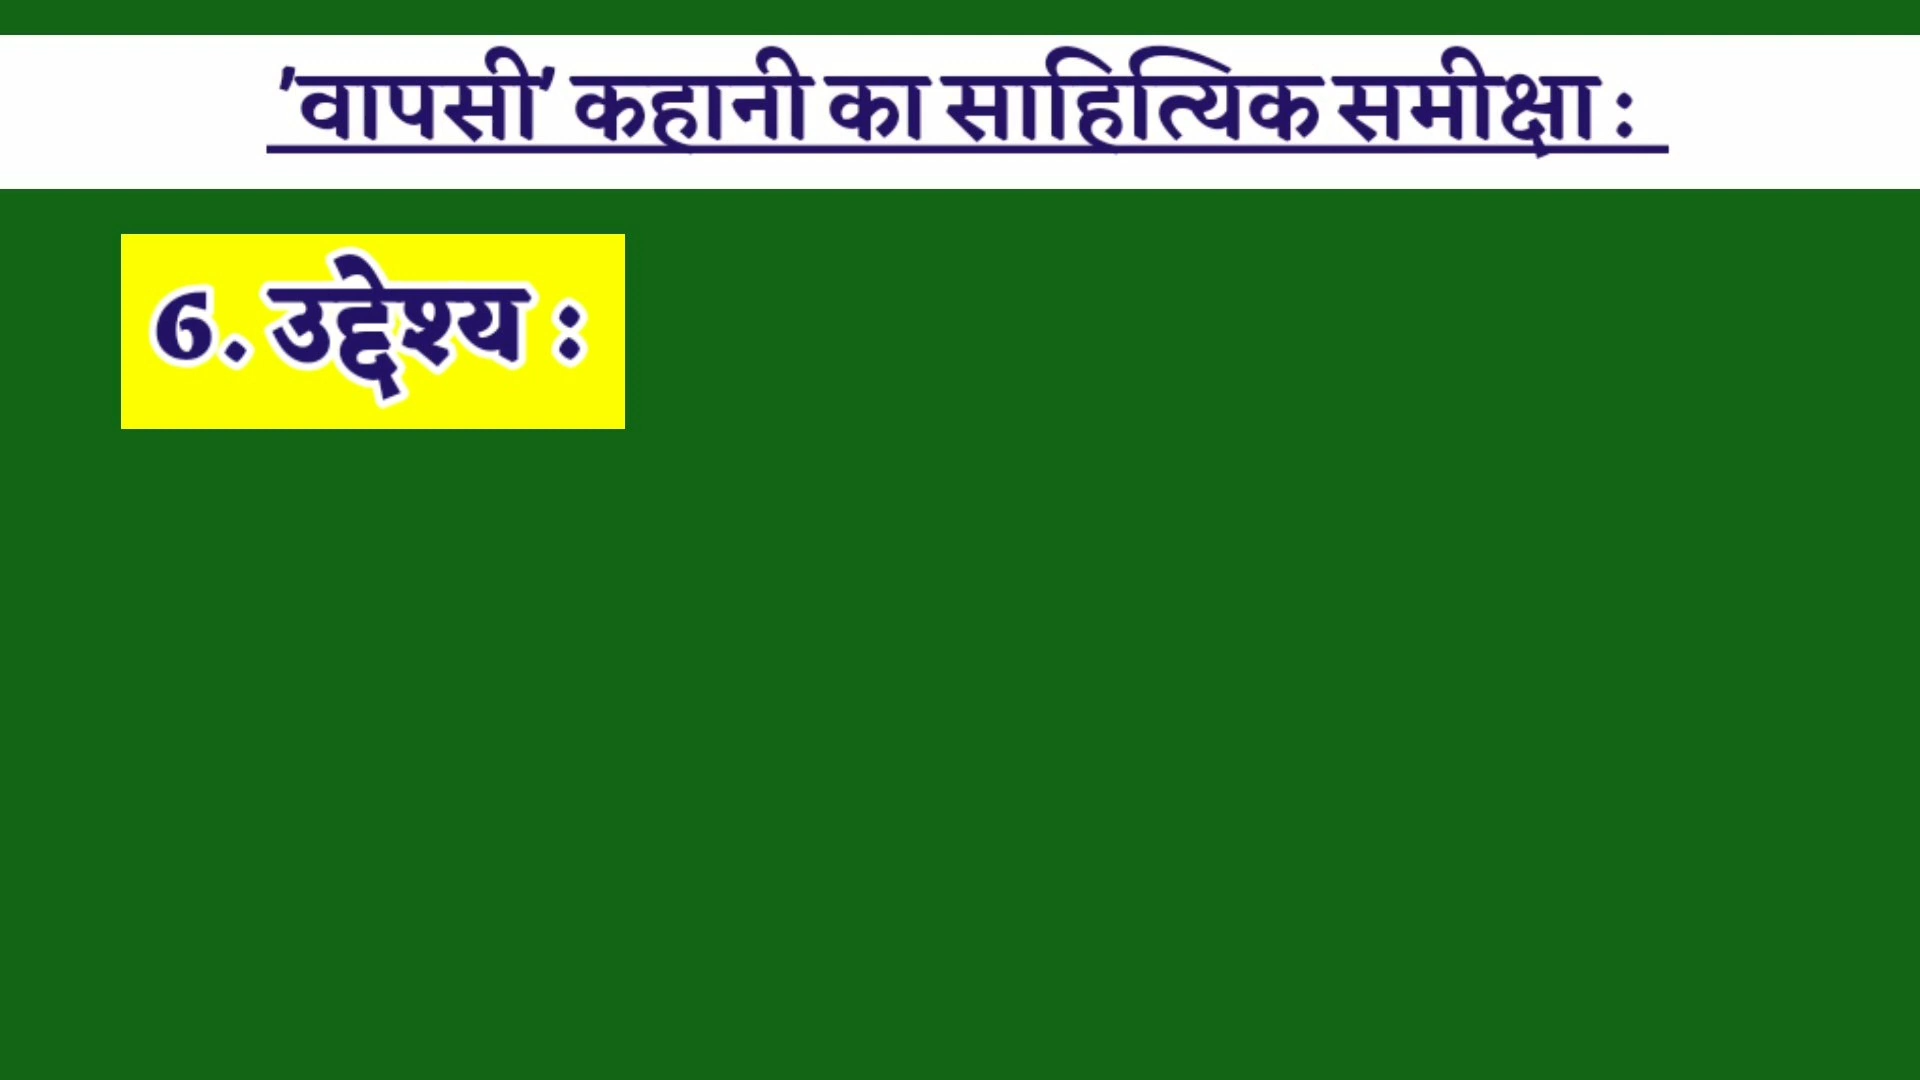 'वापसी' कहानी का साहित्यिक समीक्षा :
6. उद्देश्य :